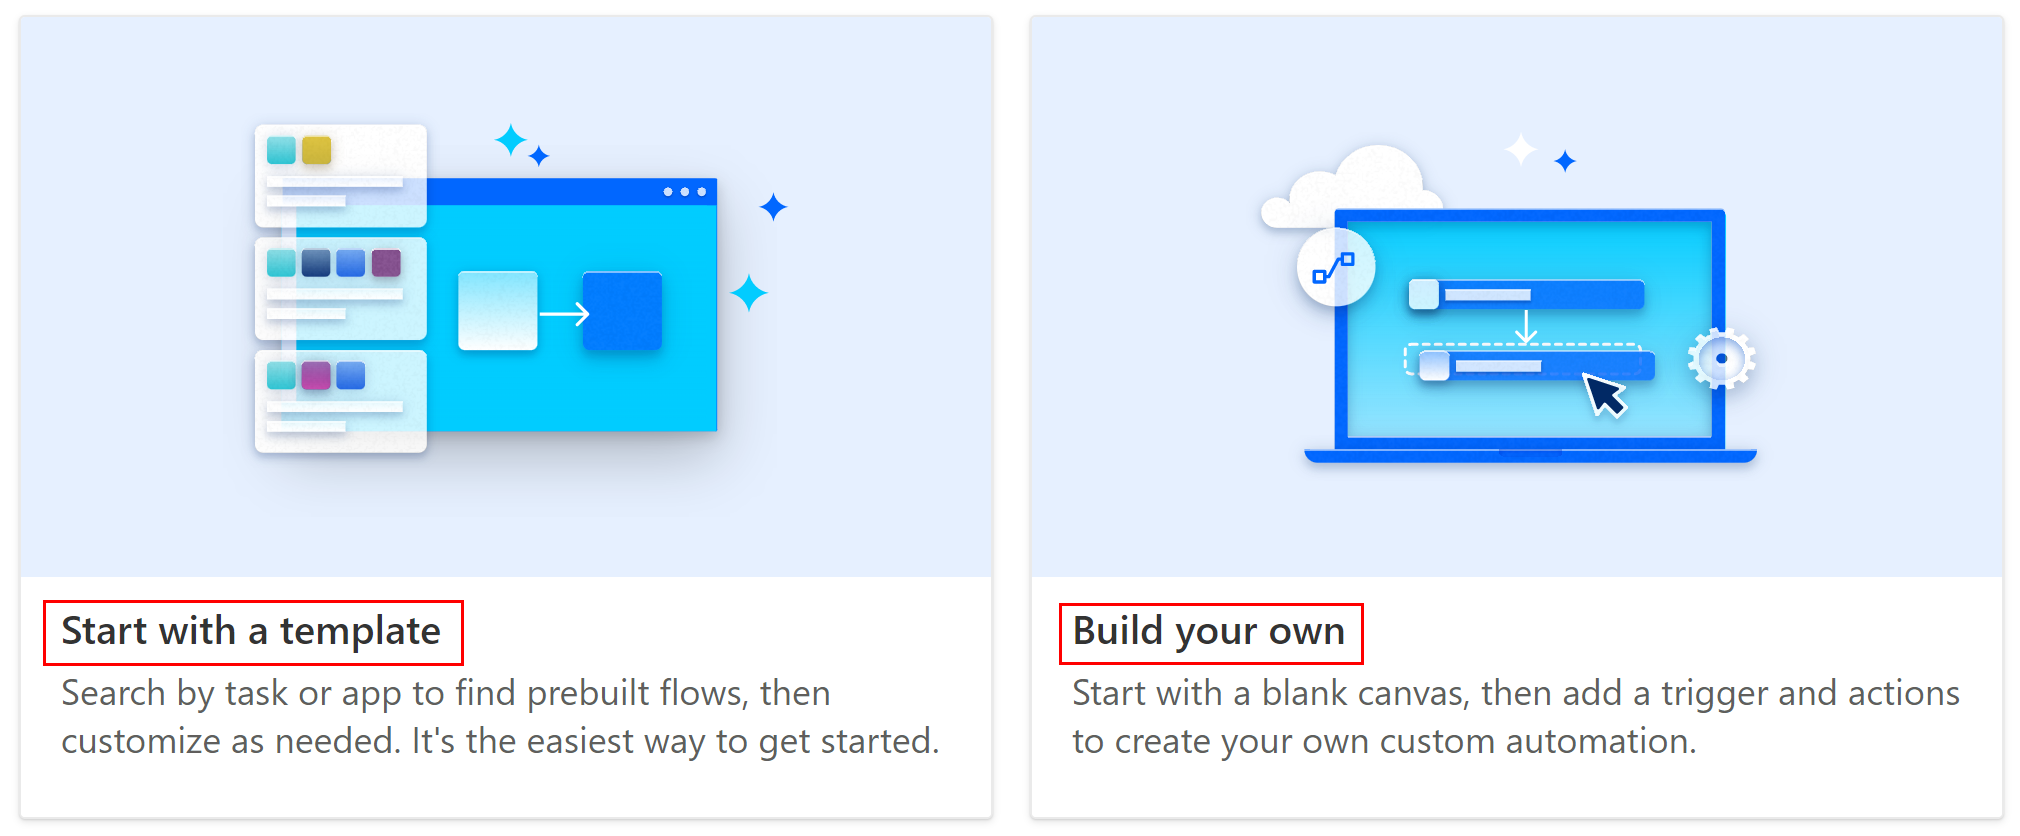 Start with a template
Search by task or app to find prebuilt flows, then
customize as needed. It's the easiest way to get started.
Build your own
Start with a blank canvas, then add a trigger and actions
to create your own custom automation.